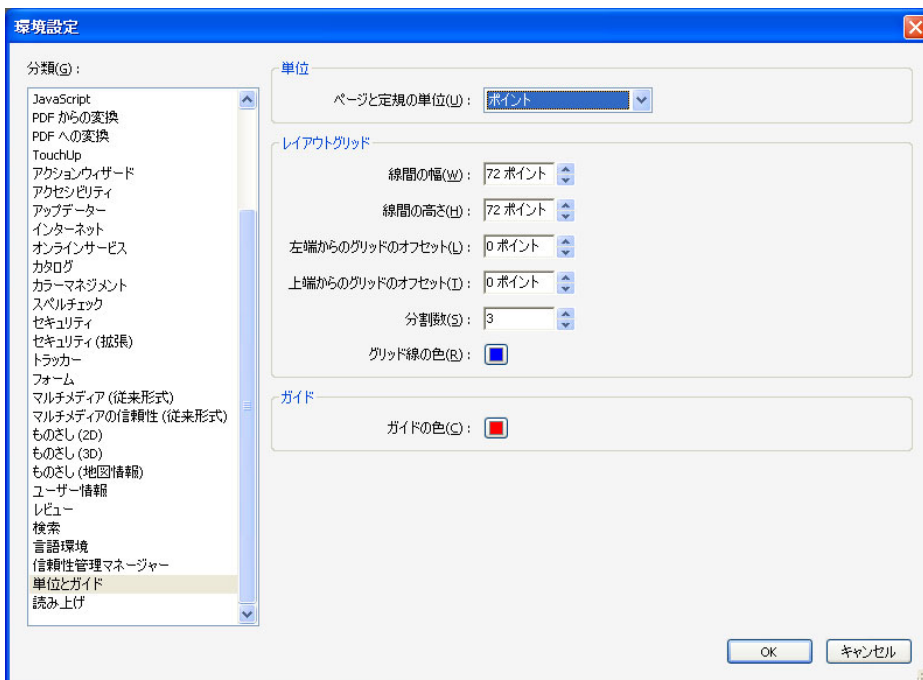 環境設定
分類(G):
JavaScript
PDF からの変換
PDF への変換
TouchUp
アクションウィザード
アクセシビリティ
アップデーター
インターネット
オンラインサービス
カタログ
カラーマネジメント
スペルチェック
セキュリティ
セキュリティ (拡張)
トラッカー
フォーム
マルチメディア (従来形式)
マルチメディアの信頼性 (従来形式)
ものさし (2D)
ものさし (3D)
ものさし (地図情報)
ユーザー情報
レビュー
検索
言語環境
信頼性管理マネージャー
単位とガイド
読み上げ
単位
ページと定規の単位(U): ポイント
レイアウトグリッド
線間の幅(W): 72 ポイント
線間の高さ(H): 72 ポイント
左端からのグリッドのオフセット(L): 0 ポイント
上端からのグリッドのオフセット(T): 0 ポイント
分割数(S): 3
グリッド線の色(R):
ガイド
ガイドの色(C):
OK キャンセル